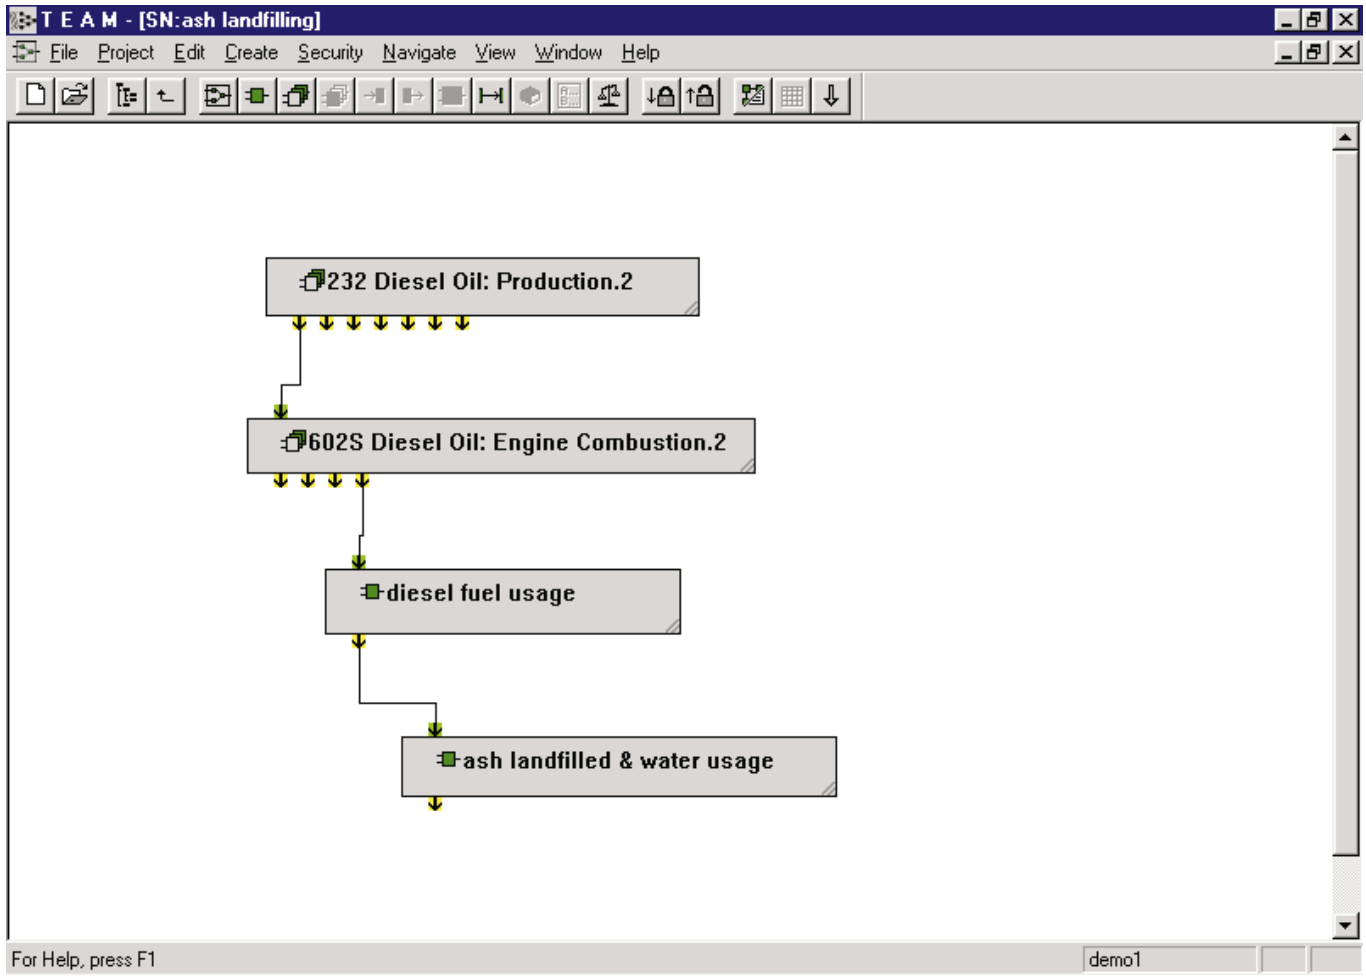 T E A M - [SN:ash landfilling]
File Project Edit Create Security Navigate View Window Help
232 Diesel Oil: Production.2
602S Diesel Oil: Engine Combustion.2
diesel fuel usage
ash landfilled & water usage
For Help, press F1 demo1